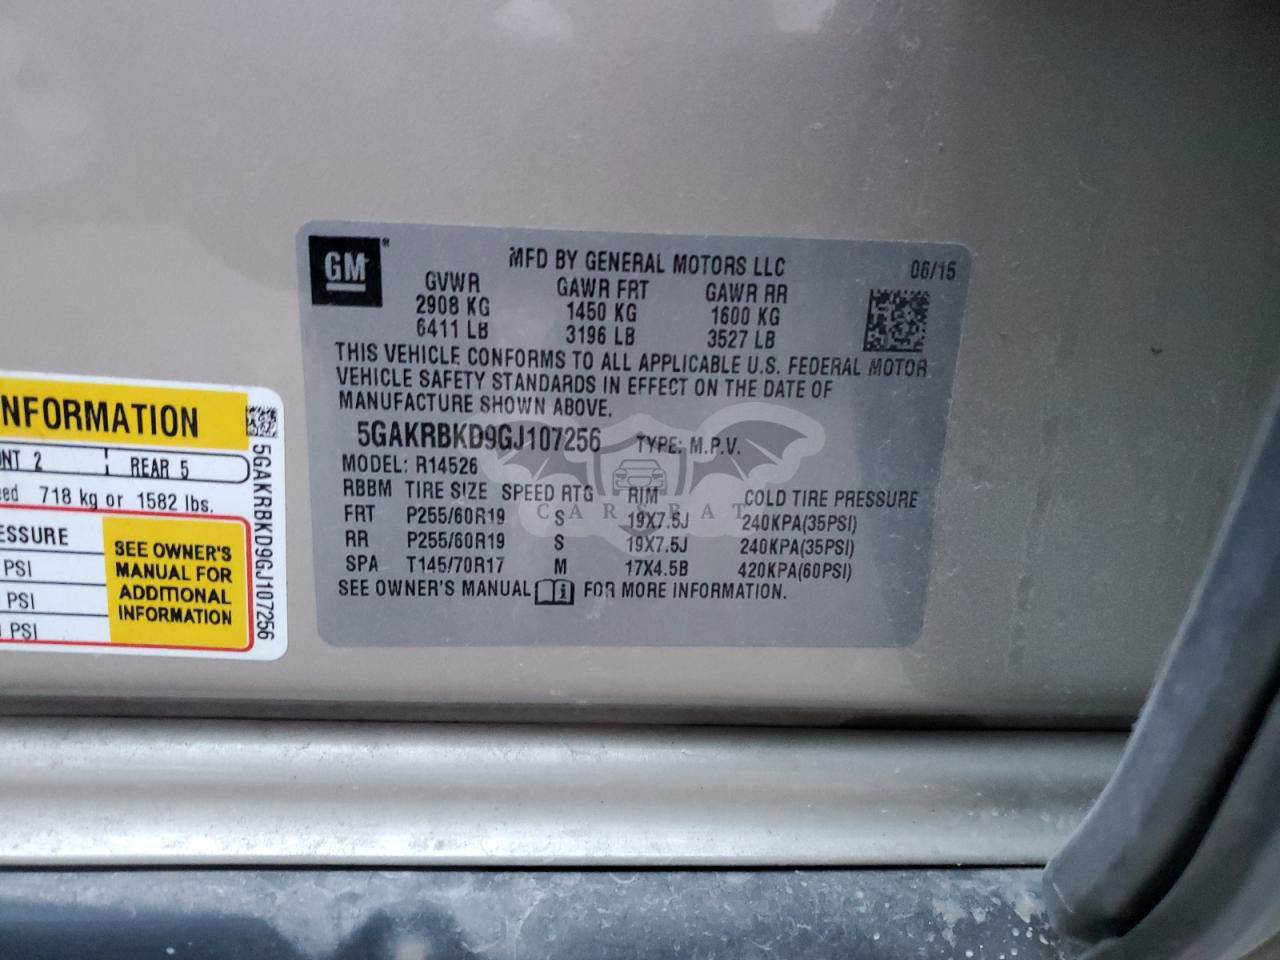 GM®
MFD BY GENERAL MOTORS LLC 06/15
GVWR GAWR FRT GAWR RR
2908 KG 1450 KG 1600 KG
6411 LB 3196 LB 3527 LB
THIS VEHICLE CONFORMS TO ALL APPLICABLE U.S. FEDERAL MOTOR
VEHICLE SAFETY STANDARDS IN EFFECT ON THE DATE OF
MANUFACTURE SHOWN ABOVE.
5GAKRBKD9GJ107256 TYPE: M.P.V.
MODEL: R14526
RBBM TIRE SIZE SPEED RTG RIM COLD TIRE PRESSURE
FRT P255/60R19 S 19X7.5J 240KPA(35PSI)
RR P255/60R19 S 19X7.5J 240KPA(35PSI)
SPA T145/70R17 M 17X4.5B 420KPA(60PSI)
SEE OWNER'S MANUAL i FOR MORE INFORMATION.
CARSBAT
NFORMATION
NT 2 REAR 5
ed 718 kg or 1582 lbs.
ESSURE
PSI
PSI
PSI
SEE OWNER'S
MANUAL FOR
ADDITIONAL
INFORMATION
5GAKRBKD9GJ107256